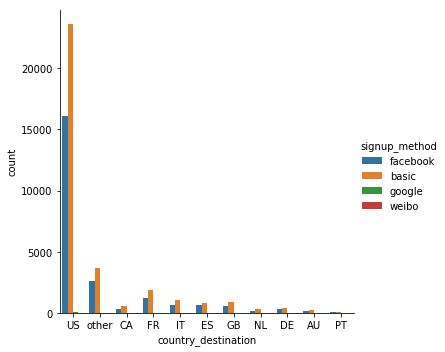 count
20000
15000
10000
5000
0
US other CA FR IT ES GB NL DE AU PT
country_destination
signup_method
facebook
basic
google
weibo